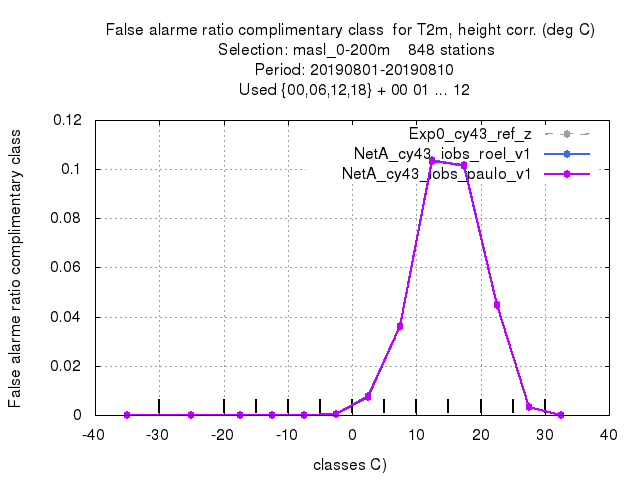 False alarme ratio complimentary class  for T2m, height corr. (deg C)
Selection: masl_0-200m    848 stations
Period: 20190801-20190810
Used {00,06,12,18} + 00 01 ... 12
False alarme ratio complimentary class
0.12
0.1
0.08
0.06
0.04
0.02
0
Exp0_cy43_ref_z
NetA_cy43_iobs_roel_v1
NetA_cy43_iobs_paulo_v1
-40 -30 -20 -10 0 10 20 30 40
classes C)